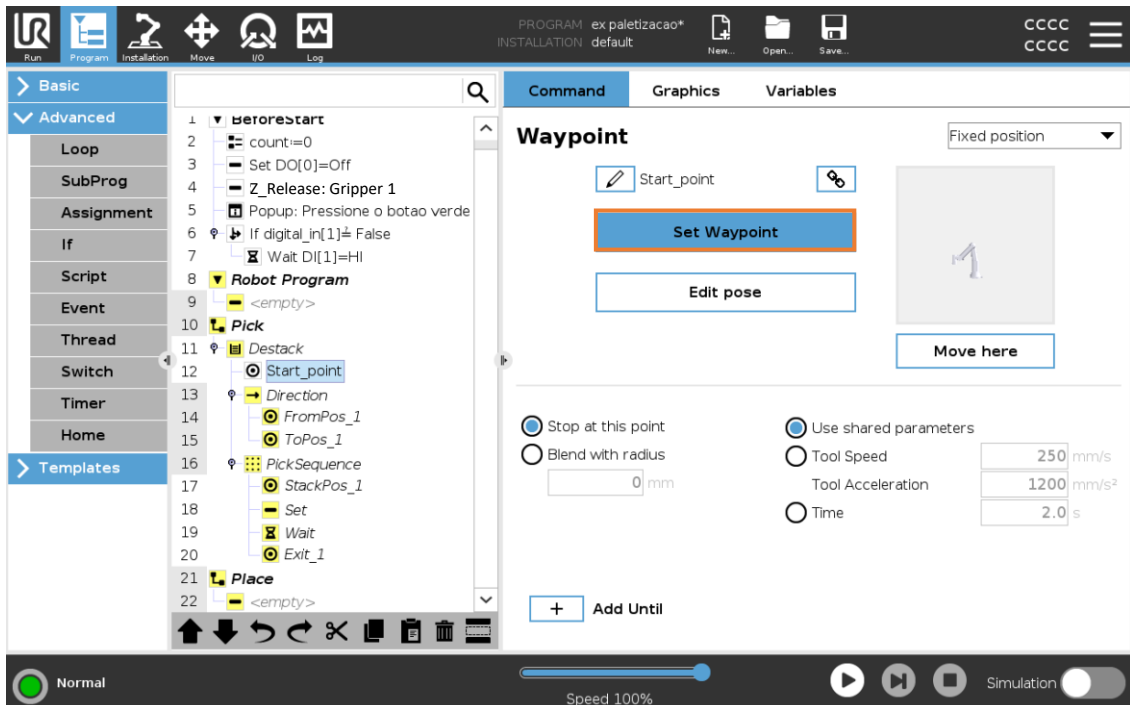 PROGRAM ex paletizacao*
INSTALLATION default
Run Program Installation Move I/O Log
New... Open... Save...
CCCC
CCCC
Basic
Advanced
Loop
SubProg
Assignment
If
Script
Event
Thread
Switch
Timer
Home
Templates
1 BeforeStart
2 count:=0
3 Set DO[0]=Off
4 Z_Release: Gripper 1
5 Popup: Pressione o botao verde
6 If digital_in[1]≟ False
7 Wait DI[1]=HI
8 Robot Program
9 <empty>
10 Pick
11 Destack
12 Start_point
13 Direction
14 FromPos_1
15 ToPos_1
16 PickSequence
17 StackPos_1
18 Set
19 Wait
20 Exit_1
21 Place
22 <empty>
Command Graphics Variables
Waypoint
Fixed position
Start_point
Set Waypoint
Edit pose
Move here
Stop at this point
Blend with radius
0 mm
Use shared parameters
Tool Speed 250 mm/s
Tool Acceleration 1200 mm/s²
Time 2.0 s
+ Add Until
Normal
Speed 100%
Simulation